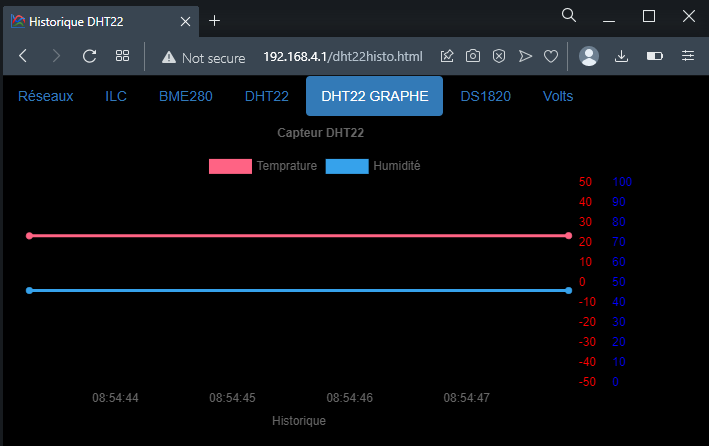 Historique DHT22
Not secure 192.168.4.1/dht22histo.html
Réseaux ILC BME280 DHT22 DHT22 GRAPHE DS1820 Volts
Capteur DHT22
Temprature Humidité
50 100
40 90
30 80
20 70
10 60
0 50
-10 40
-20 30
-30 20
-40 10
-50 0
08:54:44 08:54:45 08:54:46 08:54:47
Historique